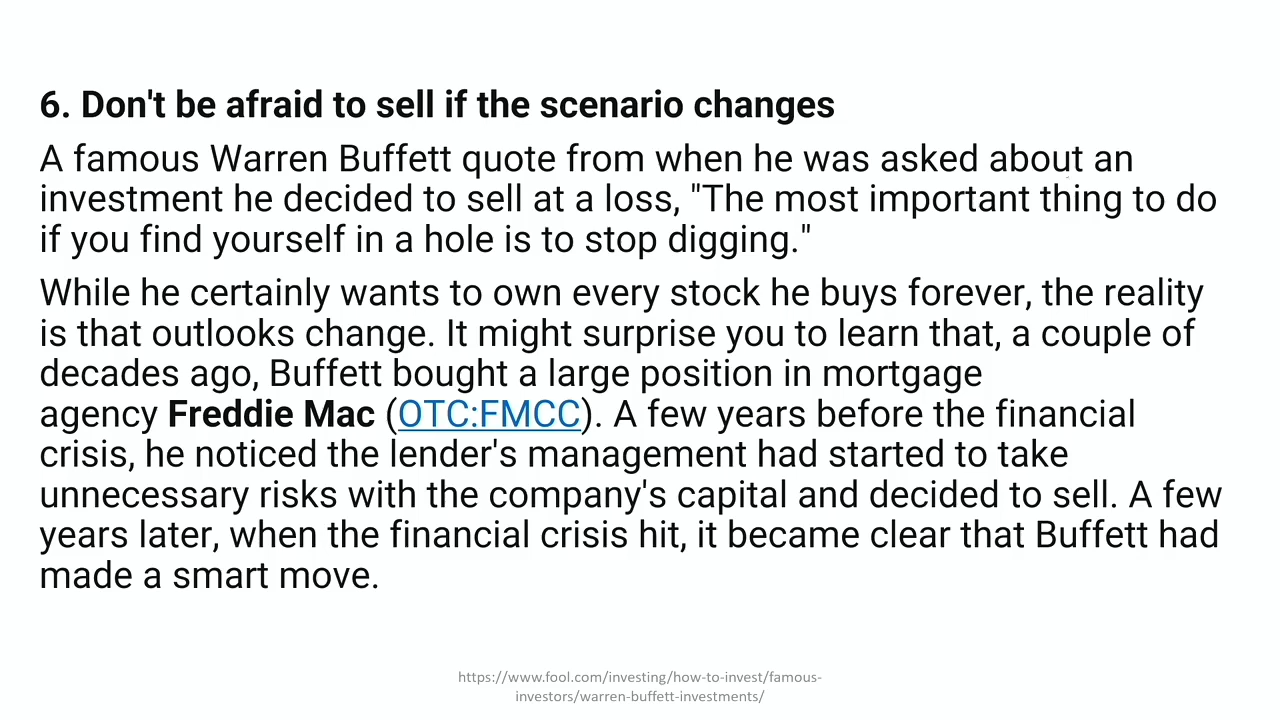 6. Don't be afraid to sell if the scenario changes
A famous Warren Buffett quote from when he was asked about an
investment he decided to sell at a loss, "The most important thing to do
if you find yourself in a hole is to stop digging."
While he certainly wants to own every stock he buys forever, the reality
is that outlooks change. It might surprise you to learn that, a couple of
decades ago, Buffett bought a large position in mortgage
agency Freddie Mac (OTC:FMCC). A few years before the financial
crisis, he noticed the lender's management had started to take
unnecessary risks with the company's capital and decided to sell. A few
years later, when the financial crisis hit, it became clear that Buffett had
made a smart move.
https://www.fool.com/investing/how-to-invest/famous-
investors/warren-buffett-investments/